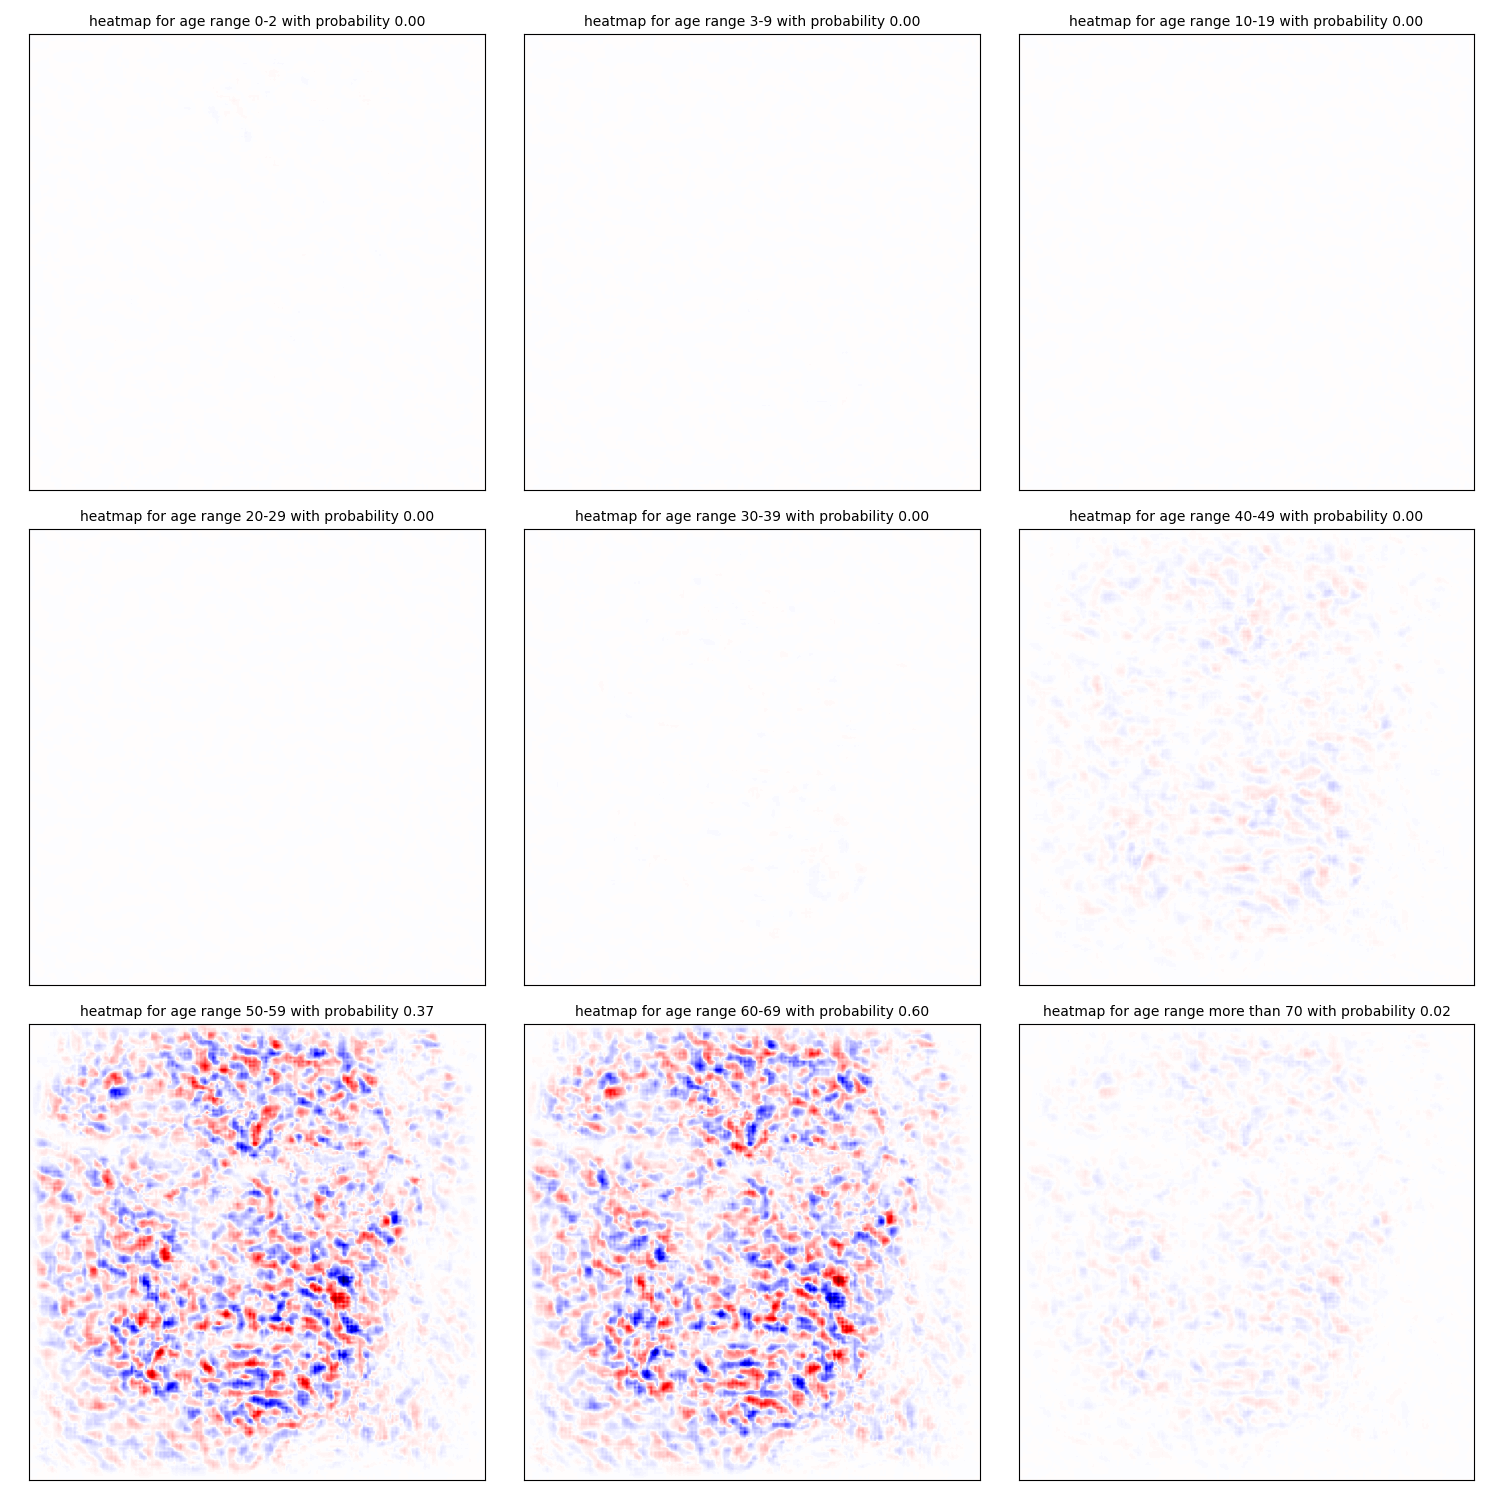 heatmap for age range 0-2 with probability 0.00
heatmap for age range 3-9 with probability 0.00
heatmap for age range 10-19 with probability 0.00
heatmap for age range 20-29 with probability 0.00
heatmap for age range 30-39 with probability 0.00
heatmap for age range 40-49 with probability 0.00
heatmap for age range 50-59 with probability 0.37
heatmap for age range 60-69 with probability 0.60
heatmap for age range more than 70 with probability 0.02